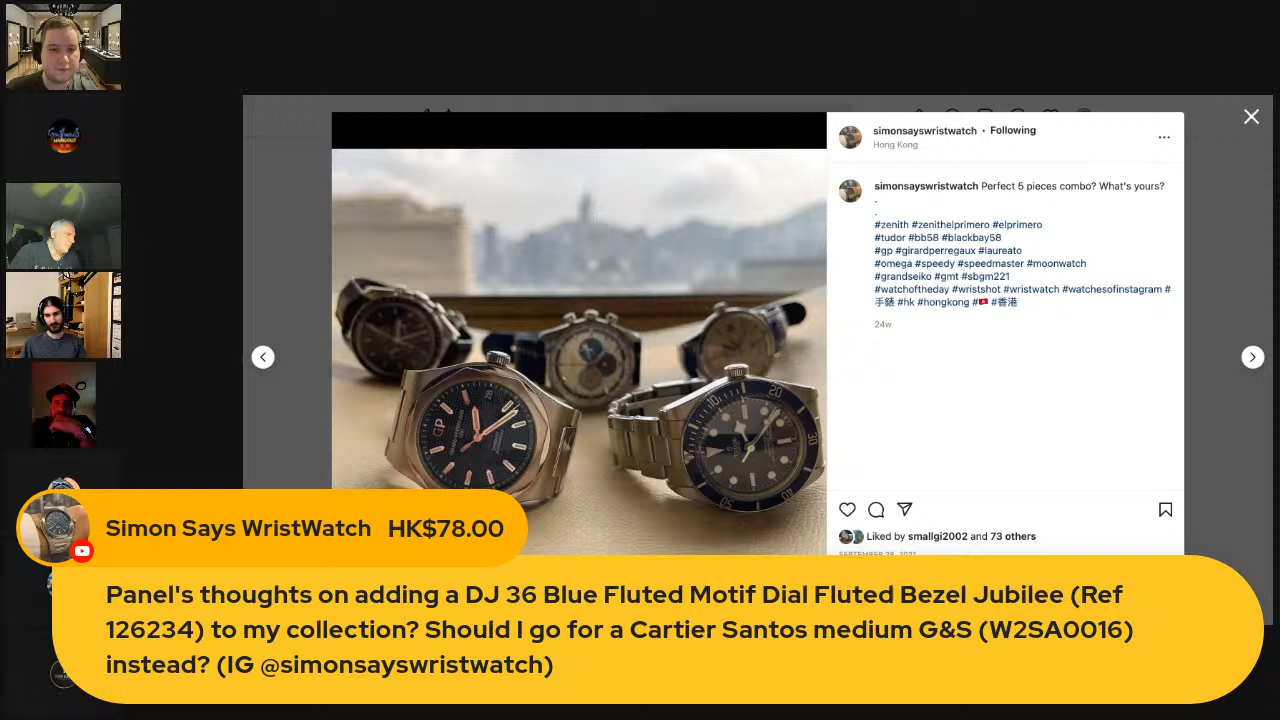 simonsayswristwatch • Following
Hong Kong
simonsayswristwatch Perfect 5 pieces combo? What's yours?
.
.
#zenith #zenithelprimero #elprimero
#tudor #bb58 #blackbay58
#gp #girardperregaux #laureato
#omega #speedy #speedmaster #moonwatch
#grandseiko #gmt #sbgm221
#watchoftheday #wristshot #wristwatch #watchesofinstagram #
手錶 #hk #hongkong #🇭🇰 #香港
24w
GP
Liked by smallgi2002 and 73 others
Simon Says WristWatch HK$78.00
Panel's thoughts on adding a DJ 36 Blue Fluted Motif Dial Fluted Bezel Jubilee (Ref
126234) to my collection? Should I go for a Cartier Santos medium G&S (W2SA0016)
instead? (IG @simonsayswristwatch)